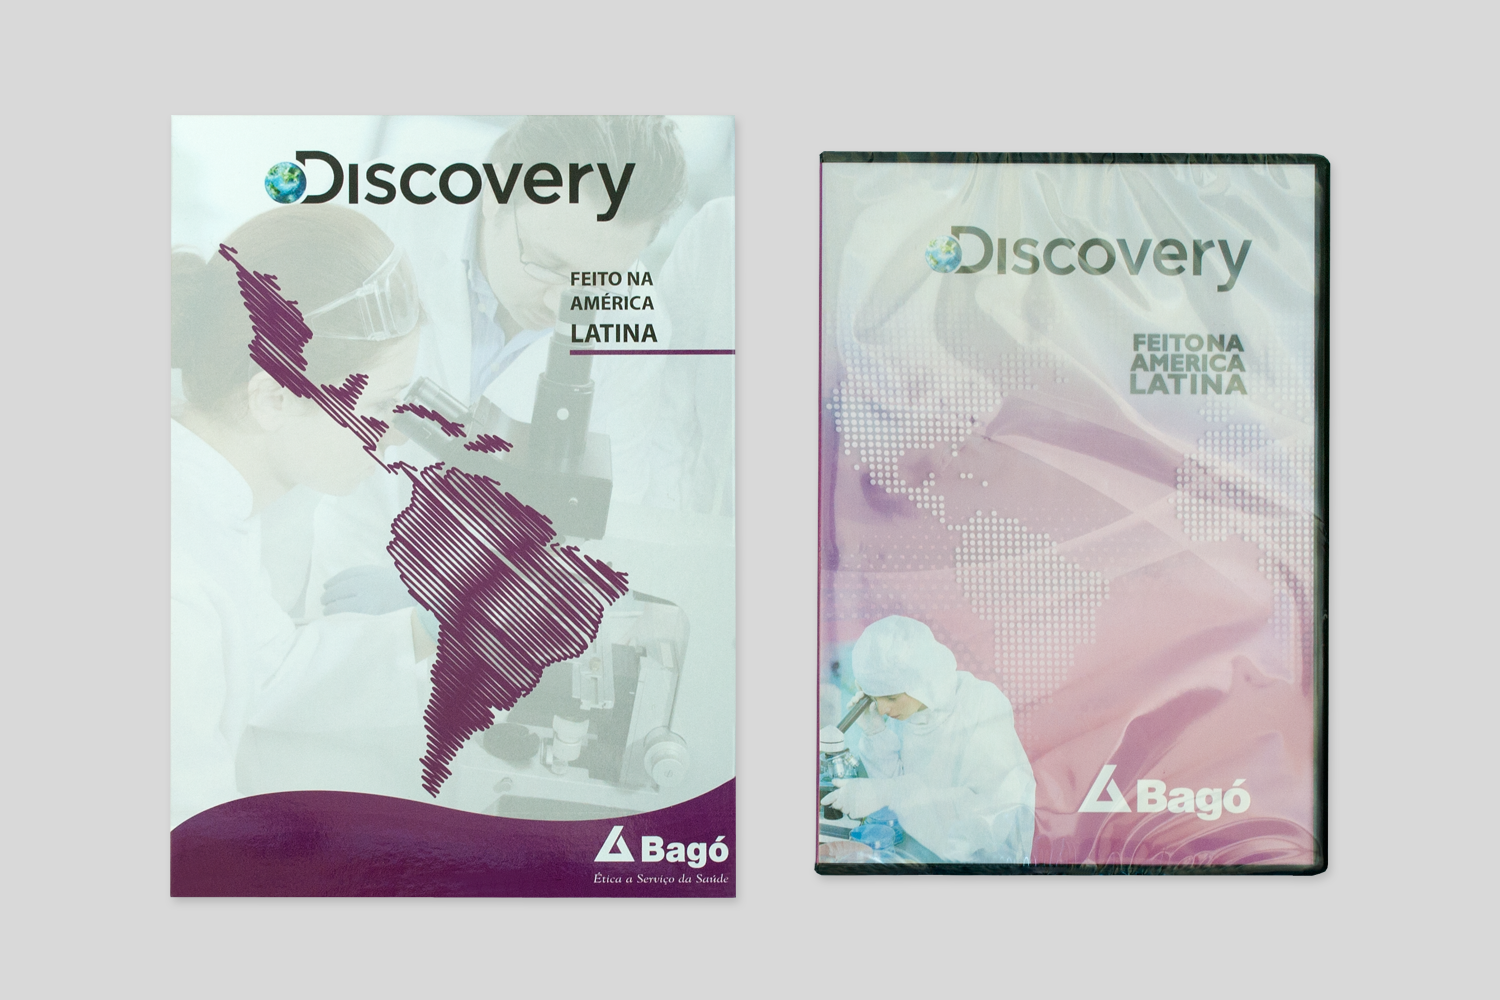 Discovery
FEITO NA
AMÉRICA
LATINA
Bagó
Ética a Serviço da Saúde
Discovery
FEITO NA
AMERICA
LATINA
Bagó